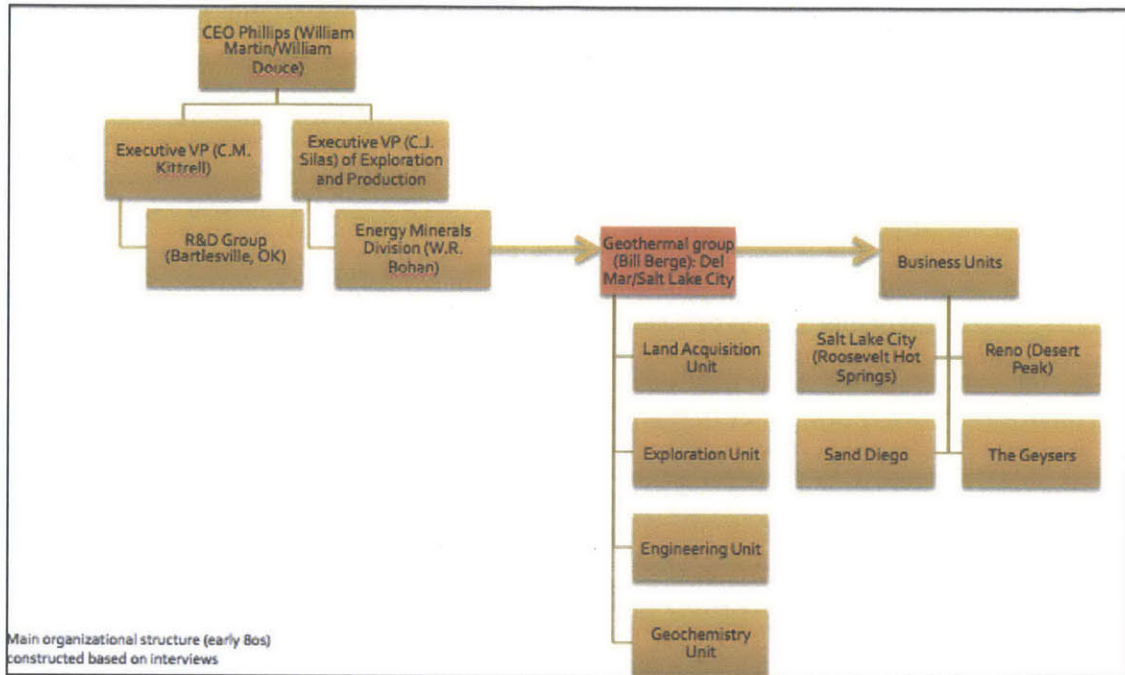 CEO Phillips (William
Martin/William
Douce)
Executive VP (C.M.
Kittrell)
Executive VP (C.J.
Silas) of Exploration
and Production
R&D Group
(Bartlesville, OK)
Energy Minerals
Division (W.R.
Bohan)
Geothermal group
(Bill Berge): Del
Mar/Salt Lake City
Business Units
Land Acquisition
Unit
Salt Lake City
(Roosevelt Hot
Springs)
Reno (Desert
Peak)
Exploration Unit
Sand Diego
The Geysers
Engineering Unit
Geochemistry
Unit
Main organizational structure (early 80s)
constructed based on interviews